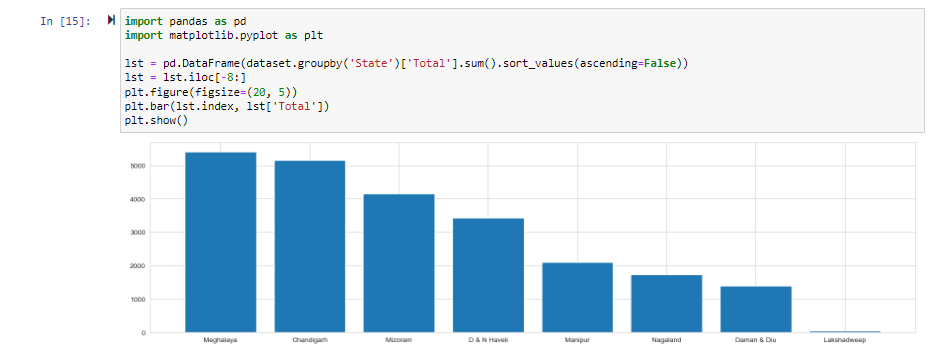 In [15]:
import pandas as pd
import matplotlib.pyplot as plt
lst = pd.DataFrame(dataset.groupby('State')['Total'].sum().sort_values(ascending=False))
lst = lst.iloc[-8:]
plt.figure(figsize=(20, 5))
plt.bar(lst.index, lst['Total'])
plt.show()
5000
4000
3000
2000
1000
0
Meghalaya Chandigarh Mizoram D & N Haveli Manipur Nagaland Daman & Diu Lakshadweep